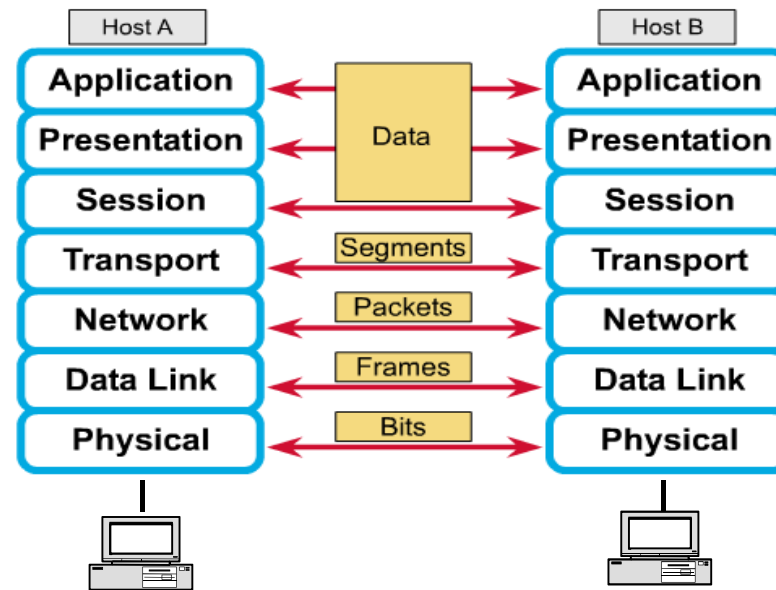 Host A
Host B
Application
Application
Presentation
Data
Presentation
Session
Session
Transport
Segments
Transport
Network
Packets
Network
Data Link
Frames
Data Link
Physical
Bits
Physical